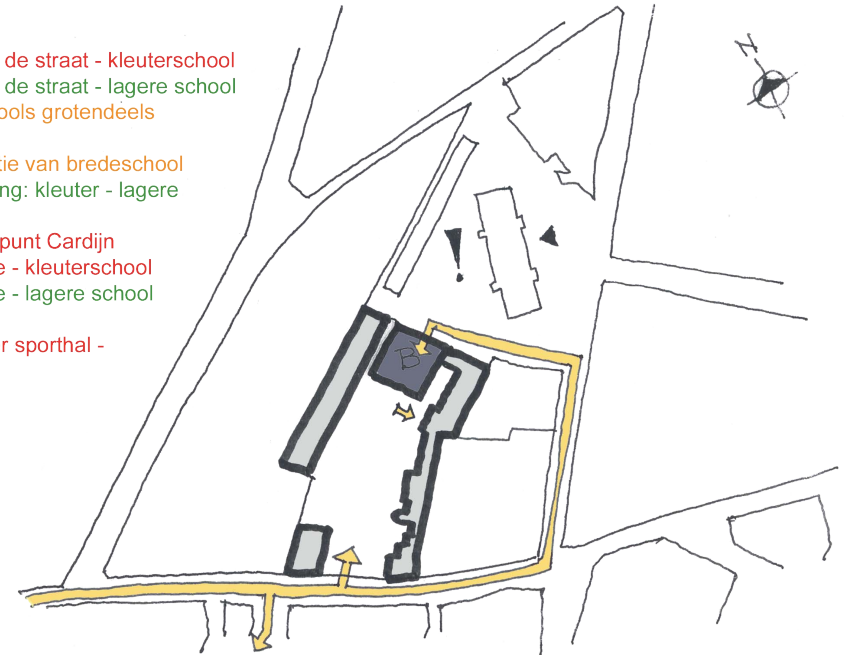 de straat - kleuterschool
de straat - lagere school
ools grotendeels
tie van bredeschool
ng: kleuter - lagere
punt Cardijn
e - kleuterschool
e - lagere school
r sporthal -
N
B
!